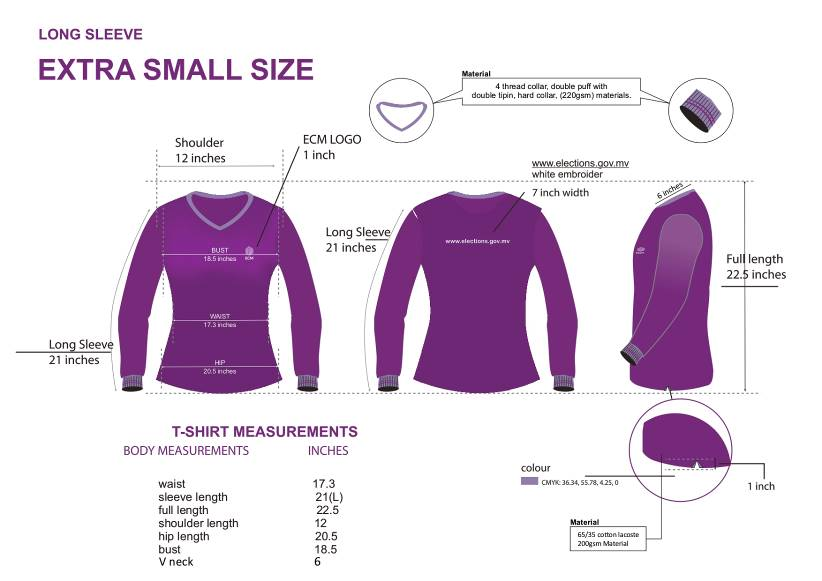 LONG SLEEVE
EXTRA SMALL SIZE
Material
4 thread collar, double puff with
double tipin, hard collar, (220gsm) materials.
Shoulder
12 inches
ECM LOGO
1 inch
www.elections.gov.mv
white embroider
7 inch width
6 inches
Long Sleeve
21 inches
www.elections.gov.mv
BUST
18.5 inches
ECM
Full length
22.5 inches
WAIST
17.3 inches
Long Sleeve
21 inches
HIP
20.5 inches
T-SHIRT MEASUREMENTS
BODY MEASUREMENTS INCHES
waist 17.3
sleeve length 21(L)
full length 22.5
shoulder length 12
hip length 20.5
bust 18.5
V neck 6
colour
CMYK: 36.34, 55.78, 4.25, 0
1 inch
Material
65/35 cotton lacoste
200gsm Material